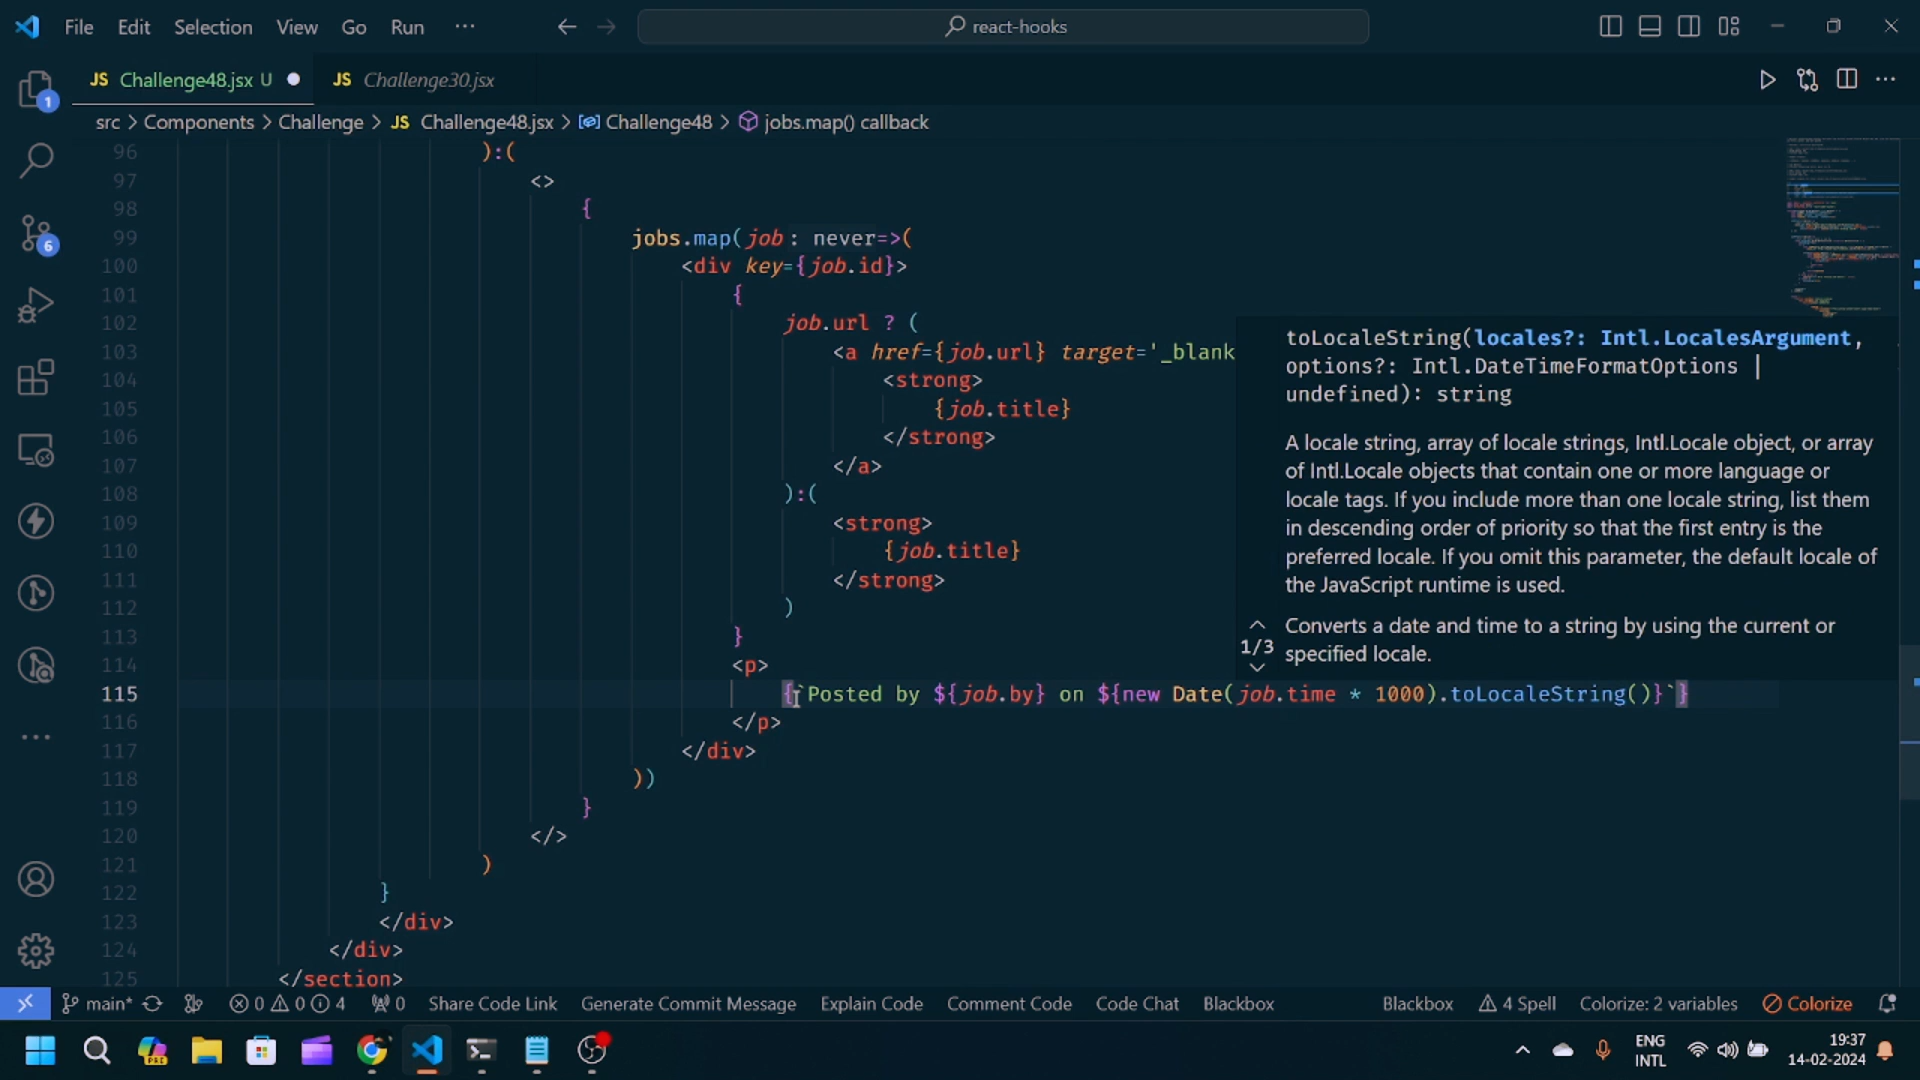 File Edit Selection View Go Run ··· react-hooks
JS Challenge48.jsx U JS Challenge30.jsx
src > Components > Challenge > JS Challenge48.jsx > Challenge48 > jobs.map() callback
96 ):(
97 <>
98 {
99 jobs.map(job: never=>(
100 <div key={job.id}>
101 {
102 job.url ? (
103 <a href={job.url} target='_blank
104 <strong>
105 {job.title}
106 </strong>
107 </a>
108 ):(
109 <strong>
110 {job.title}
111 </strong>
112 )
113 }
114 <p>
115 {`Posted by ${job.by} on ${new Date(job.time * 1000).toLocaleString()}`}
116 </p>
117 </div>
118 ))
119 }
120 </>
121 )
122 }
123 </div>
124 </div>
125 </section>
toLocaleString(locales?: Intl.LocalesArgument,
options?: Intl.DateTimeFormatOptions |
undefined): string
A locale string, array of locale strings, Intl.Locale object, or array
of Intl.Locale objects that contain one or more language or
locale tags. If you include more than one locale string, list them
in descending order of priority so that the first entry is the
preferred locale. If you omit this parameter, the default locale of
the JavaScript runtime is used.
Converts a date and time to a string by using the current or
1/3
specified locale.
1
6
main* 0 0 4 0 Share Code Link Generate Commit Message Explain Code Comment Code Code Chat Blackbox Blackbox 4 Spell Colorize: 2 variables Colorize
PRE
ENG
INTL
19:37
14-02-2024